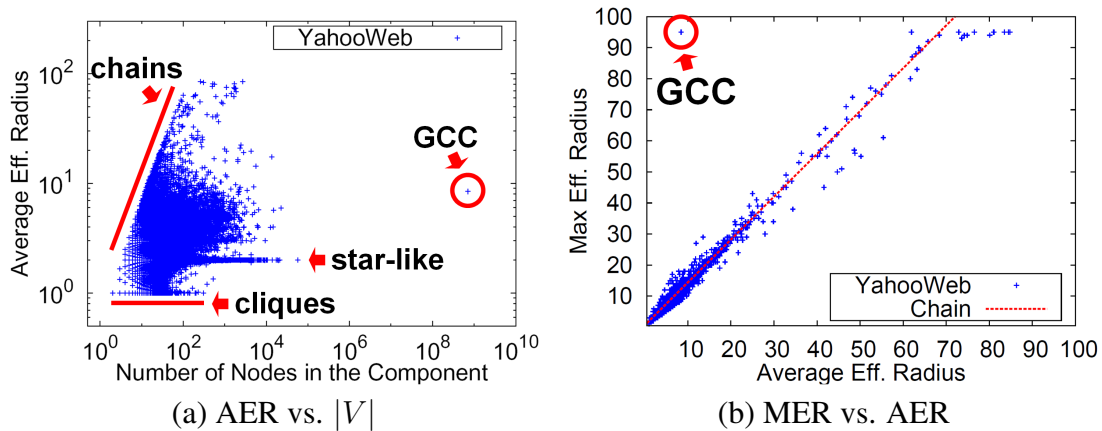 YahooWeb
chains
GCC
star-like
cliques
Average Eff. Radius
10^2
10^1
10^0
10^0 10^2 10^4 10^6 10^8 10^10
Number of Nodes in the Component
(a) AER vs. |V|
100
90
80
70
60
50
40
30
20
10
Max Eff. Radius
GCC
YahooWeb
Chain
10 20 30 40 50 60 70 80 90 100
Average Eff. Radius
(b) MER vs. AER